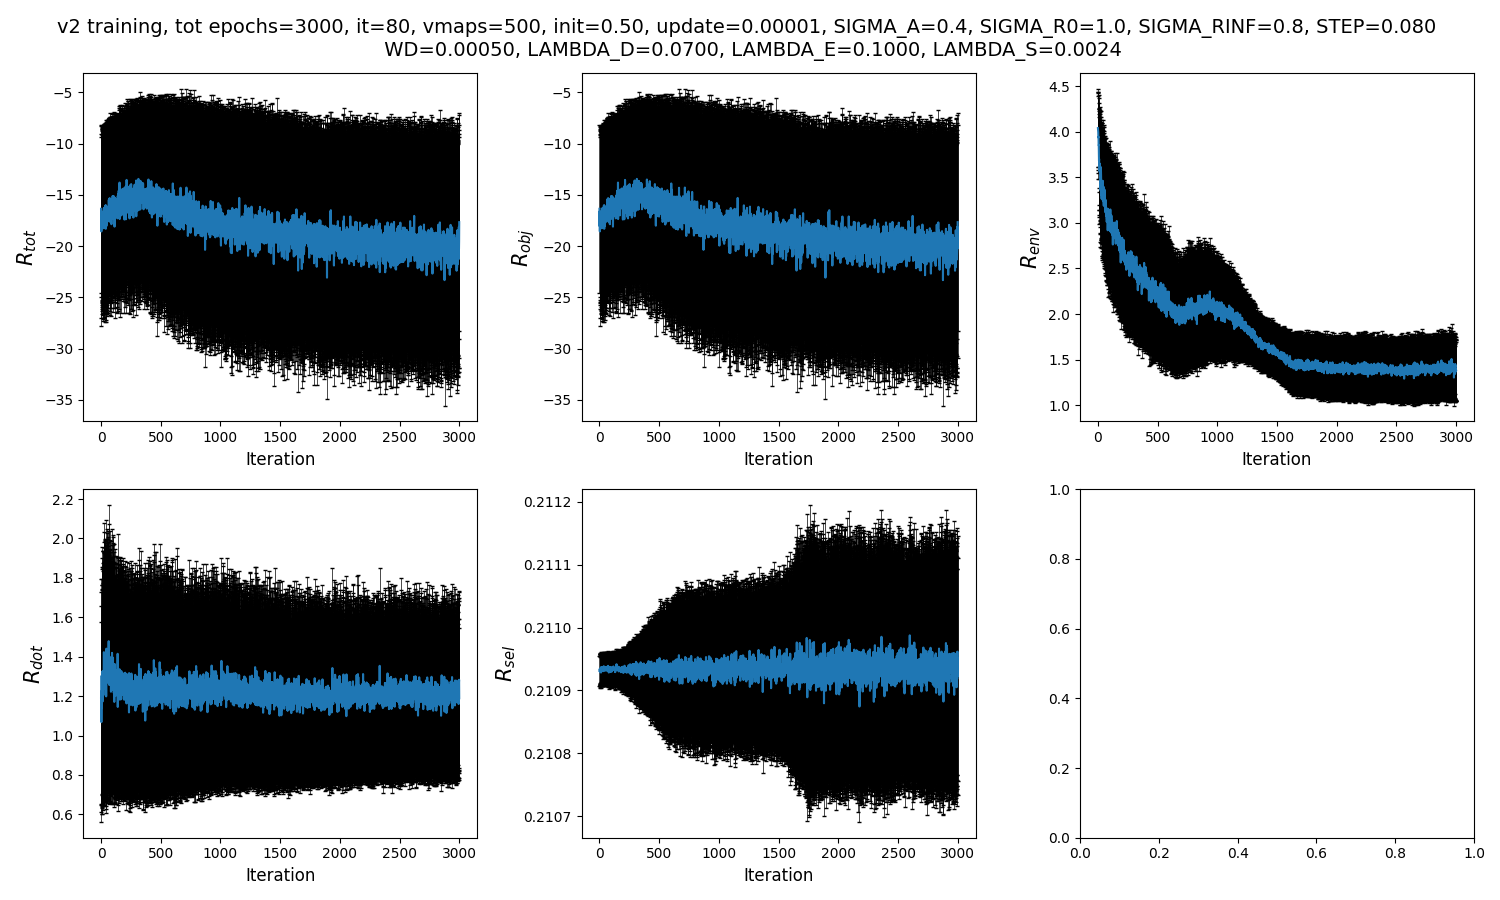 v2 training, tot epochs=3000, it=80, vmaps=500, init=0.50, update=0.00001, SIGMA_A=0.4, SIGMA_R0=1.0, SIGMA_RINF=0.8, STEP=0.080
WD=0.00050, LAMBDA_D=0.0700, LAMBDA_E=0.1000, LAMBDA_S=0.0024
R_tot
−5
−10
−15
−20
−25
−30
−35
0 500 1000 1500 2000 2500 3000
Iteration
R_obj
−5
−10
−15
−20
−25
−30
−35
0 500 1000 1500 2000 2500 3000
Iteration
R_env
4.5
4.0
3.5
3.0
2.5
2.0
1.5
1.0
0 500 1000 1500 2000 2500 3000
Iteration
R_dot
2.2
2.0
1.8
1.6
1.4
1.2
1.0
0.8
0.6
0 500 1000 1500 2000 2500 3000
Iteration
R_sel
0.2112
0.2111
0.2110
0.2109
0.2108
0.2107
0 500 1000 1500 2000 2500 3000
Iteration
1.0
0.8
0.6
0.4
0.2
0.0
0.0 0.2 0.4 0.6 0.8 1.0